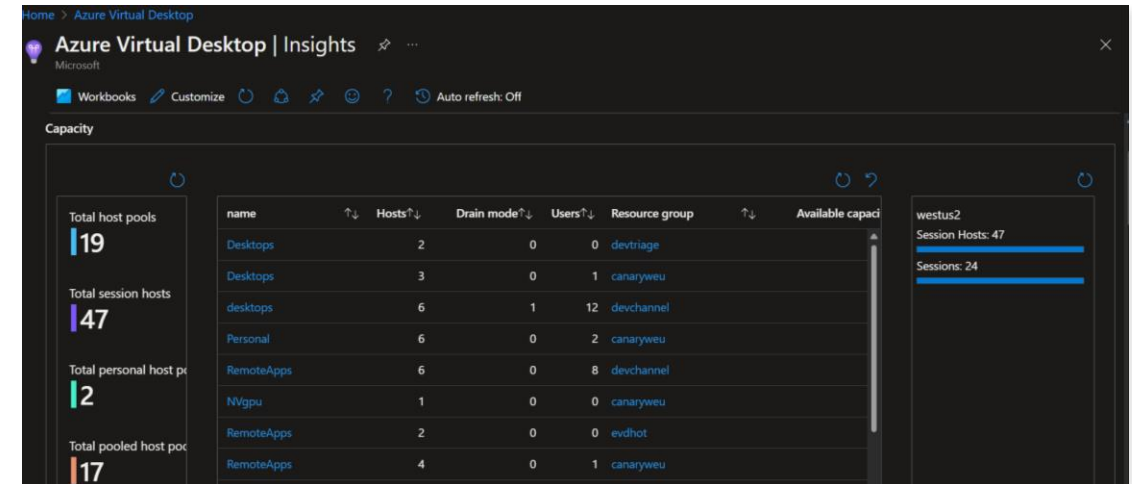 Home > Azure Virtual Desktop
Azure Virtual Desktop | Insights
Microsoft
Workbooks Customize ? Auto refresh: Off
Capacity
Total host pools
19
Total session hosts
47
Total personal host po
2
Total pooled host poo
17
name Hosts Drain mode Users Resource group Available capaci
Desktops 2 0 0 devtriage
Desktops 3 0 1 canaryweu
desktops 6 1 12 devchannel
Personal 6 0 2 canaryweu
RemoteApps 6 0 8 devchannel
NVgpu 1 0 0 canaryweu
RemoteApps 2 0 0 evdhot
RemoteApps 4 0 1 canaryweu
westus2
Session Hosts: 47
Sessions: 24